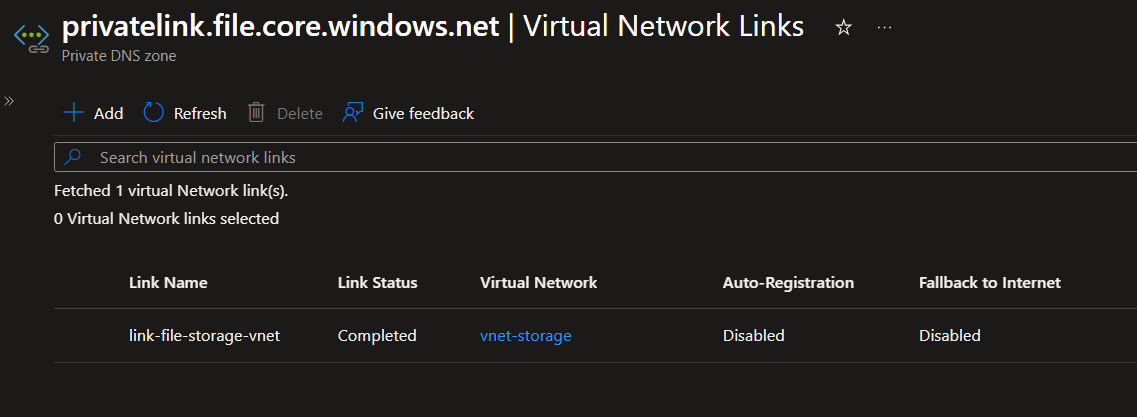 privatelink.file.core.windows.net | Virtual Network Links ☆ ···
Private DNS zone
»
Add Refresh Delete Give feedback
Search virtual network links
Fetched 1 virtual Network link(s).
0 Virtual Network links selected
Link Name Link Status Virtual Network Auto-Registration Fallback to Internet
link-file-storage-vnet Completed vnet-storage Disabled Disabled